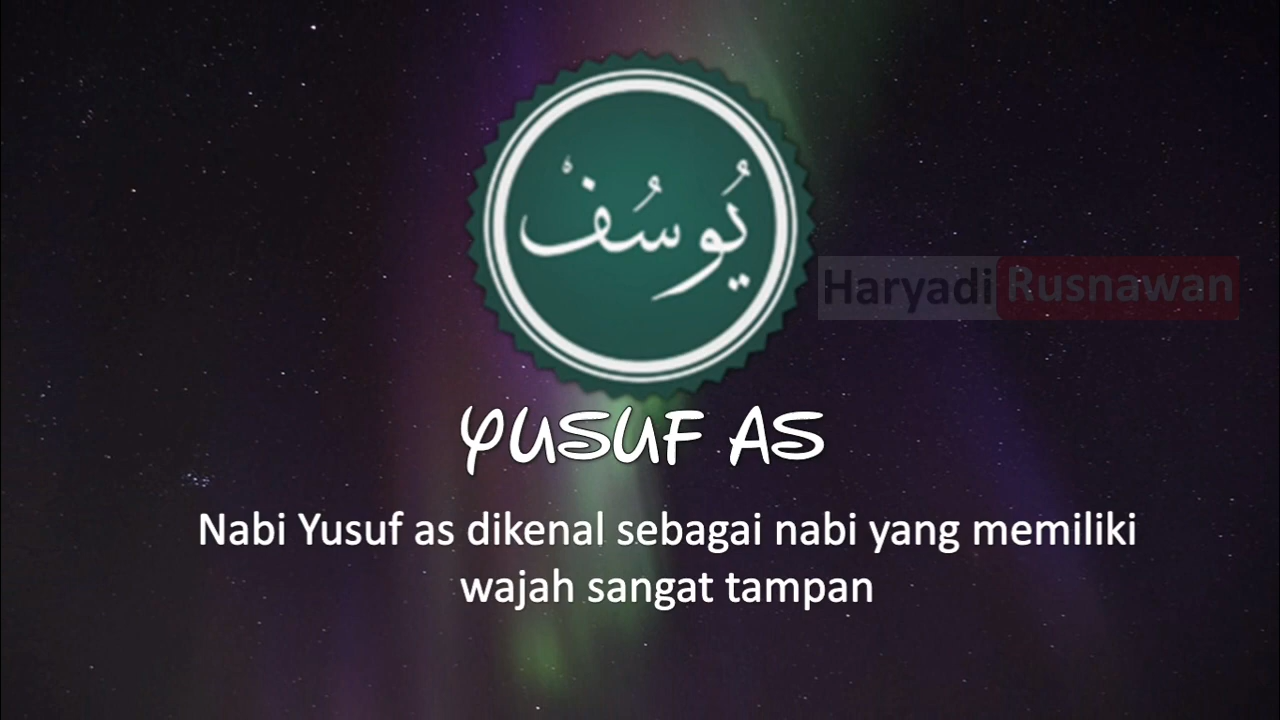 يُوسُفْ
Haryadi Rusnawan
YUSUF AS
Nabi Yusuf as dikenal sebagai nabi yang memiliki
wajah sangat tampan